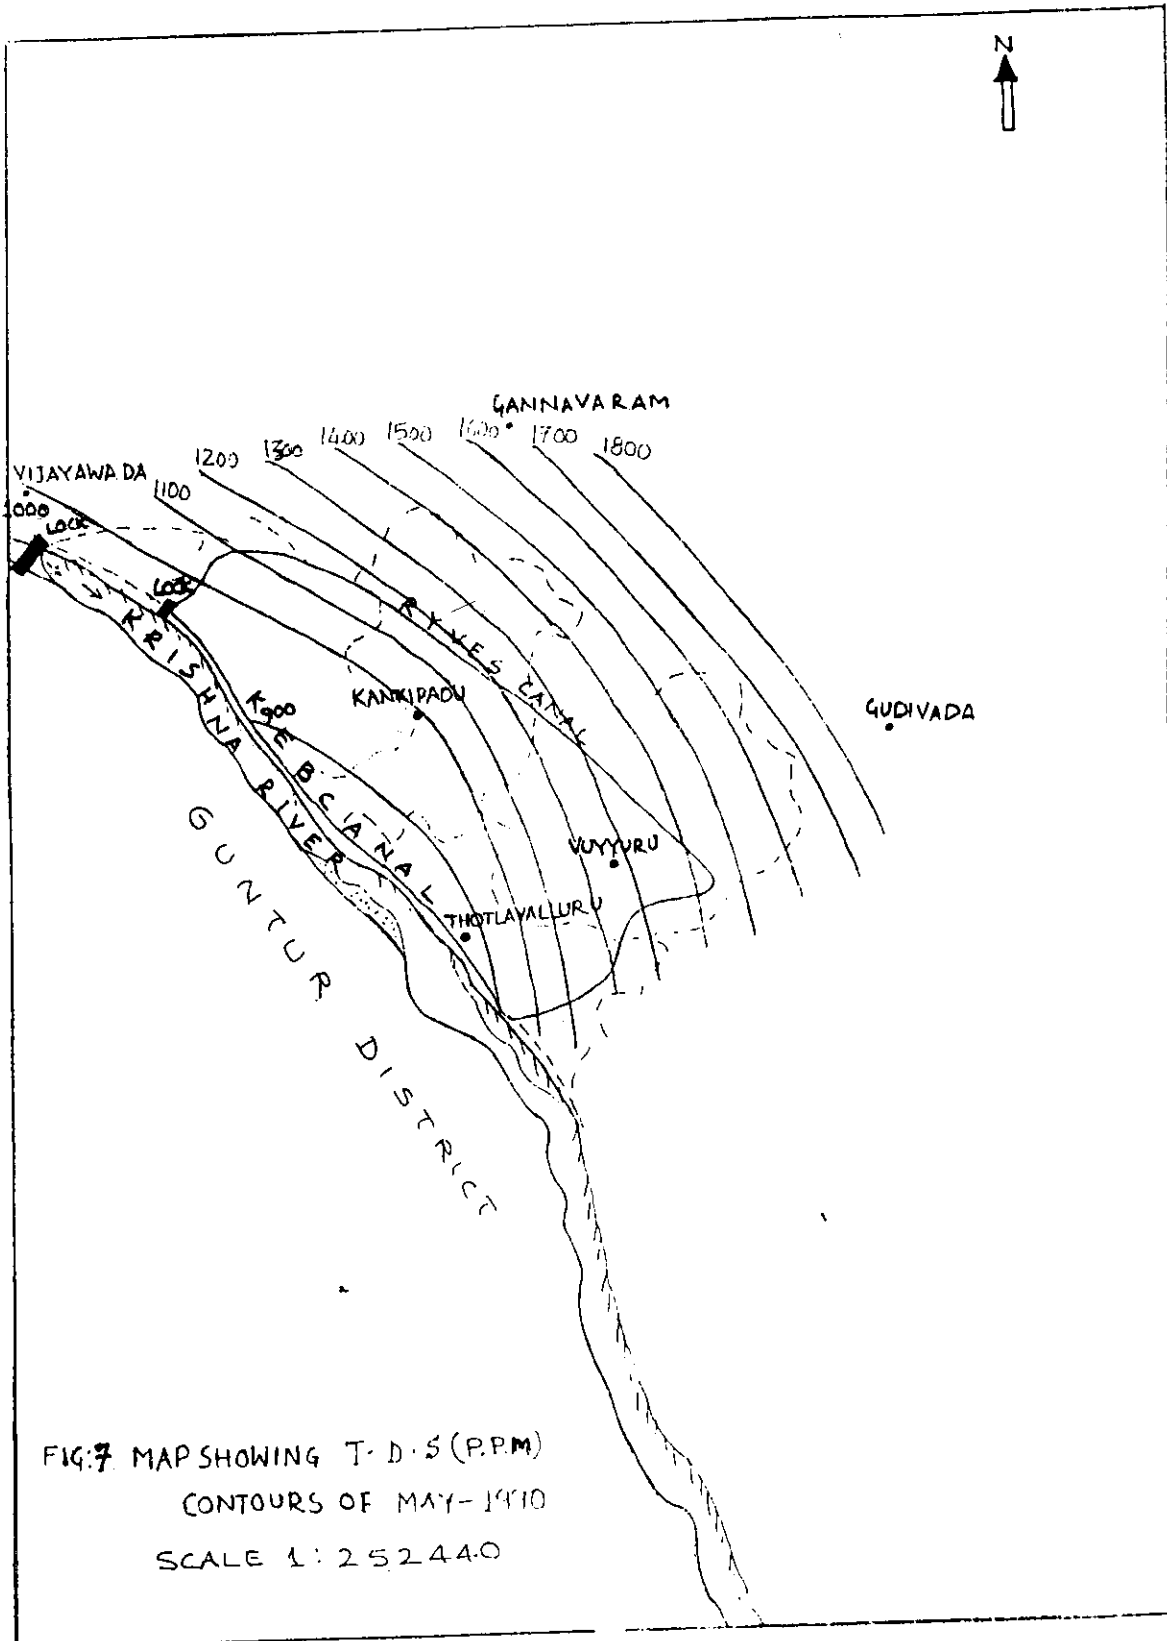 N
GANNAVARAM
1200
1300
1400
1500
1600
1700
1800
VIJAYAWADA
1100
1000
LOCK
LOCK
KRISHNA RIVER
RYVES CANAL
KANKIPADU
900
K.E.B CANAL
GUDIVADA
GUNTUR DISTRICT
VUYYURU
THOTLAVALLURU
FIG:7 MAP SHOWING T.D.S (P.P.M)
CONTOURS OF MAY-1990
SCALE 1:252440